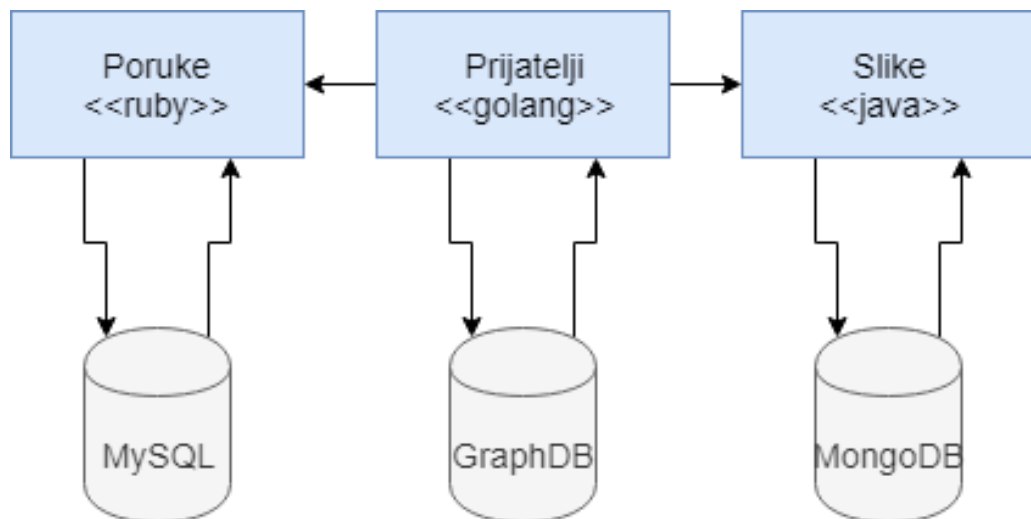 Poruke
<<ruby>>
Prijatelji
<<golang>>
Slike
<<java>>
MySQL
GraphDB
MongoDB